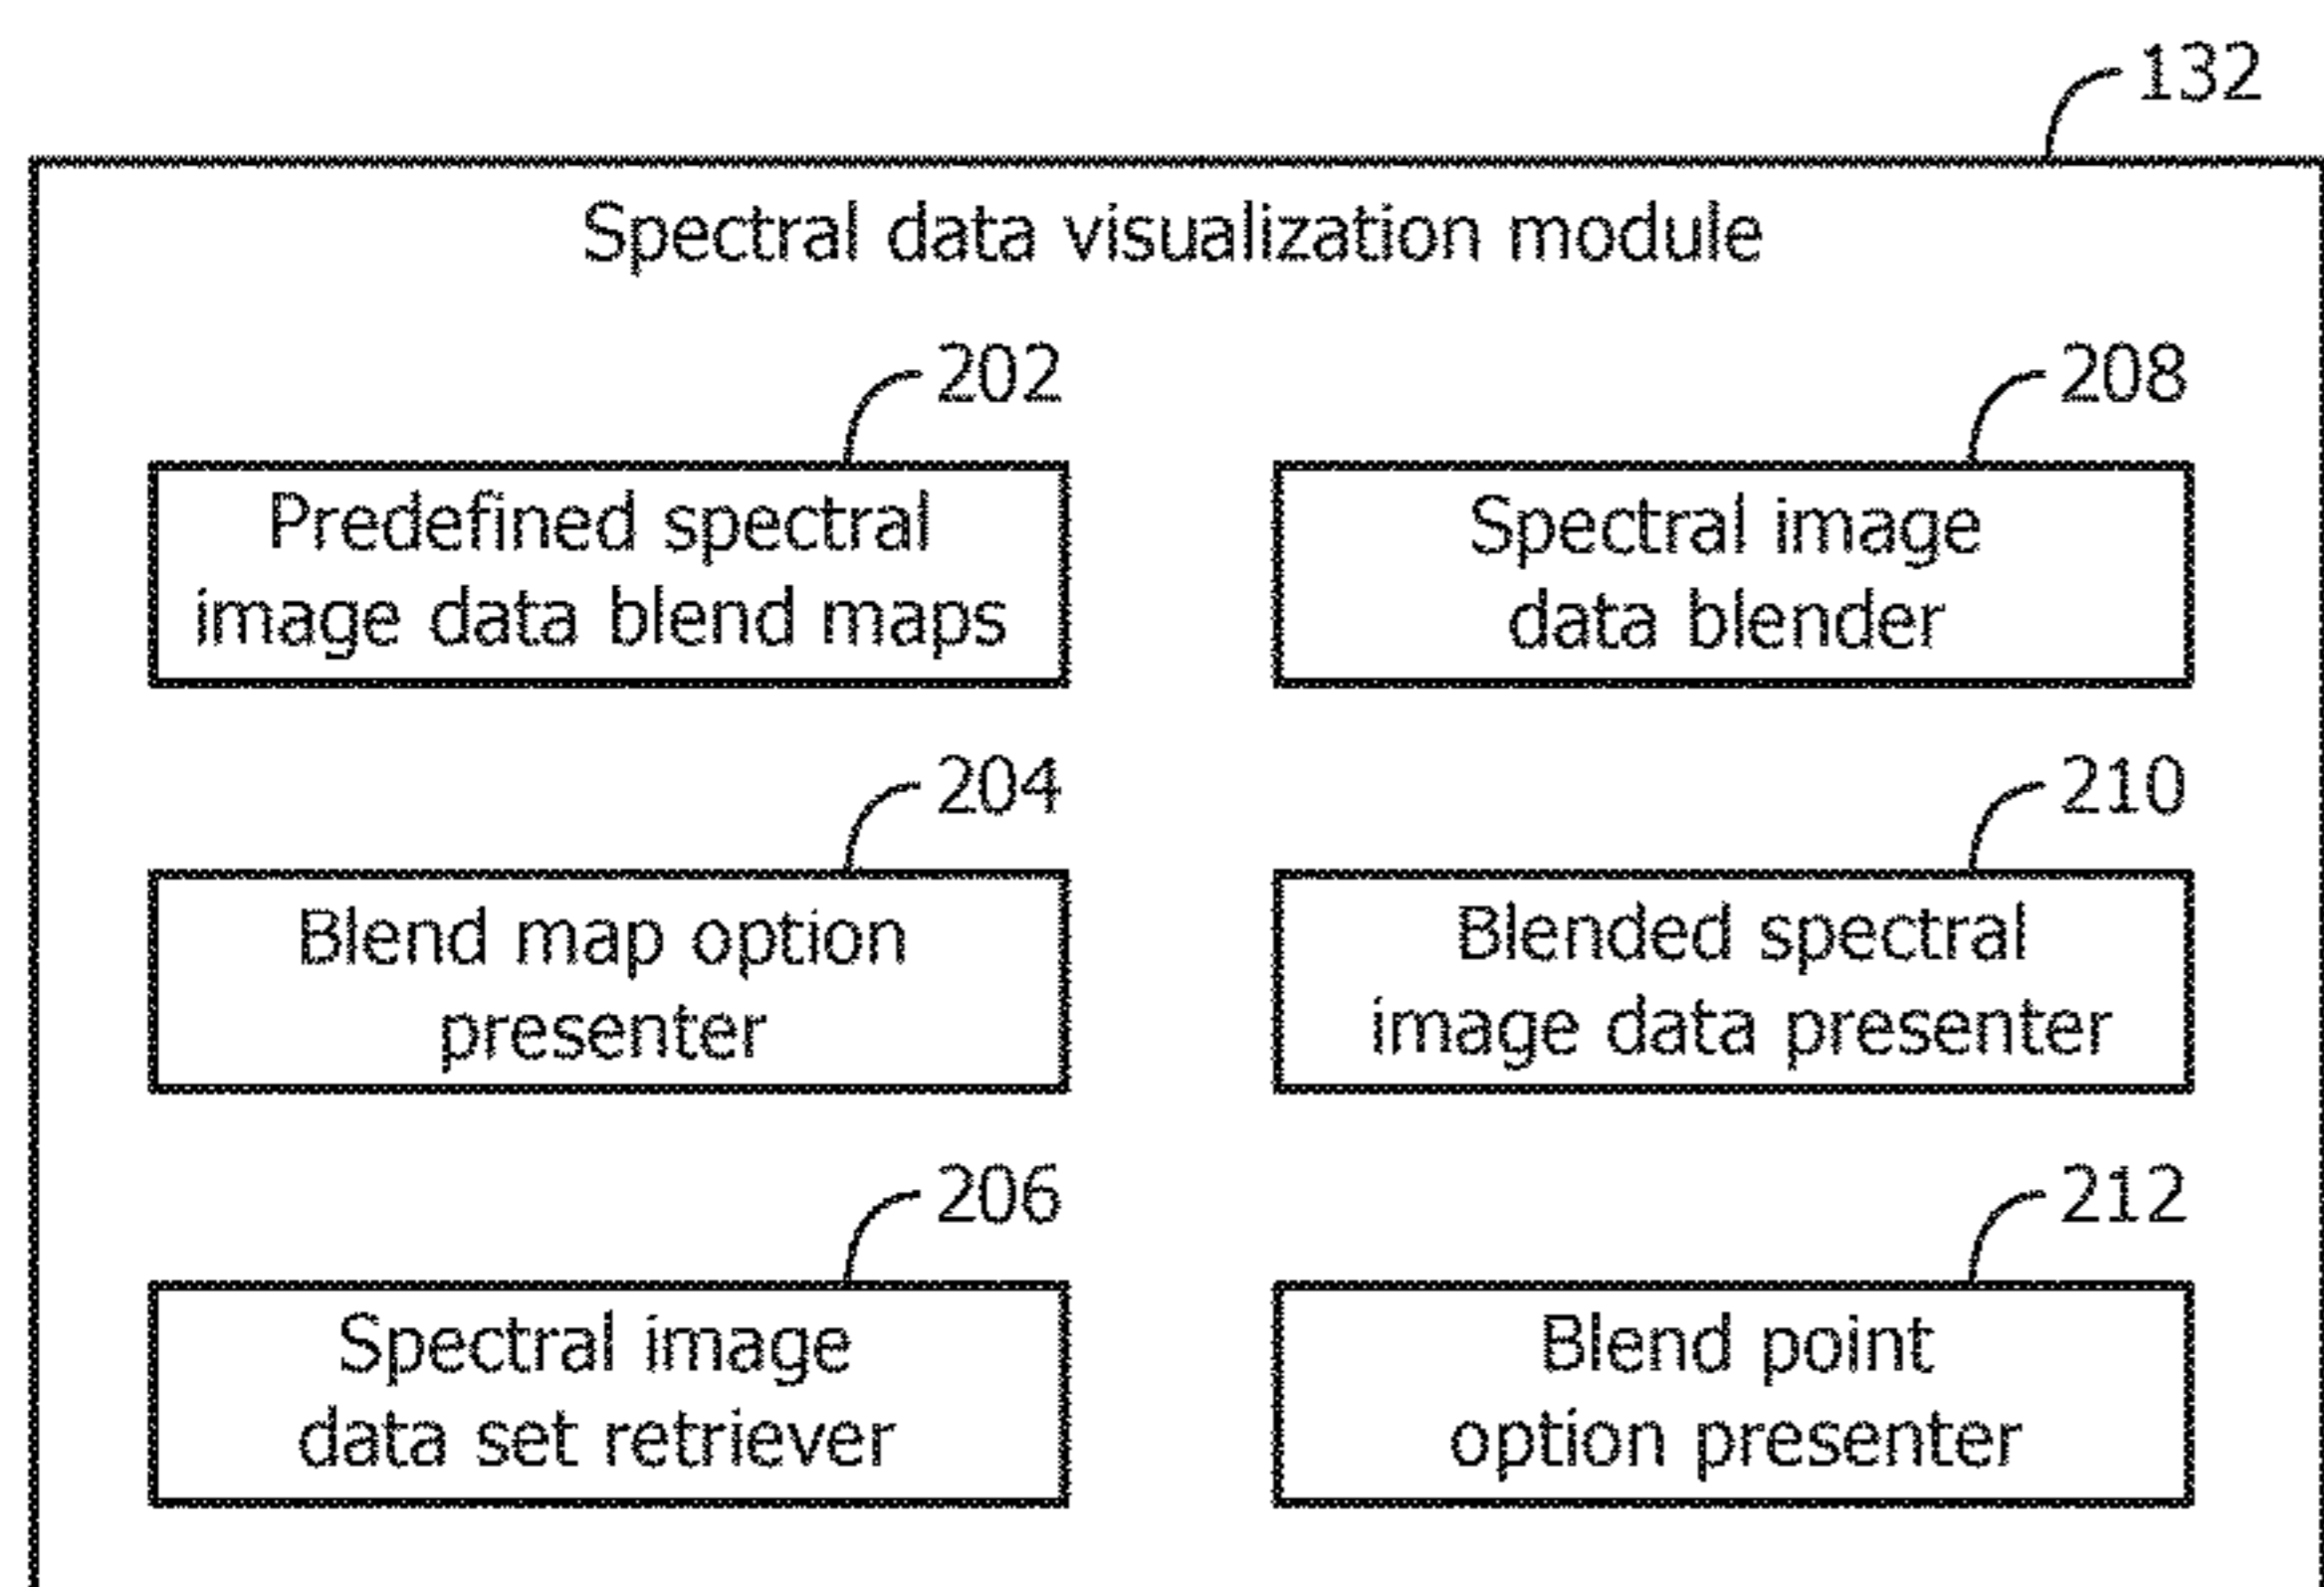 132
Spectral data visualization module
202
Predefined spectral
image data blend maps
208
Spectral image
data blender
204
Blend map option
presenter
210
Blended spectral
image data presenter
206
Spectral image
data set retriever
212
Blend point
option presenter